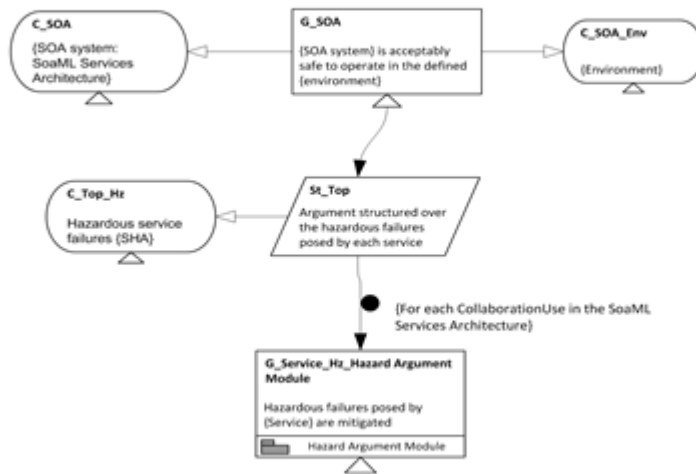 C_SOA
{SOA system:
SoaML Services
Architecture}
G_SOA
{SOA system} is acceptably
safe to operate in the defined
{environment}
C_SOA_Env
{Environment}
C_Top_Hz
Hazardous service
failures {SHA}
St_Top
Argument structured over
the hazardous failures
posed by each service
{For each CollaborationUse in the SoaML
Services Architecture}
G_Service_Hz_Hazard Argument
Module
Hazardous failures posed by
{Service} are mitigated
Hazard Argument Module